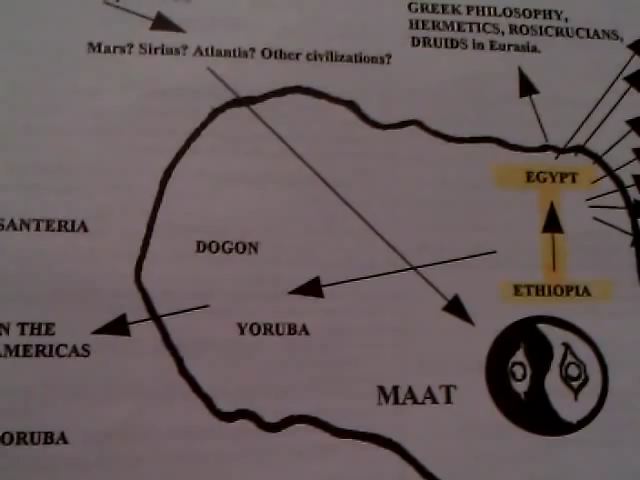 GREEK PHILOSOPHY,
HERMETICS, ROSICRUCIANS,
DRUIDS in Eurasia.
Mars? Sirius? Atlantis? Other civilizations?
EGYPT
SANTERIA
DOGON
ETHIOPIA
N THE
AMERICAS
YORUBA
MAAT
ORUBA